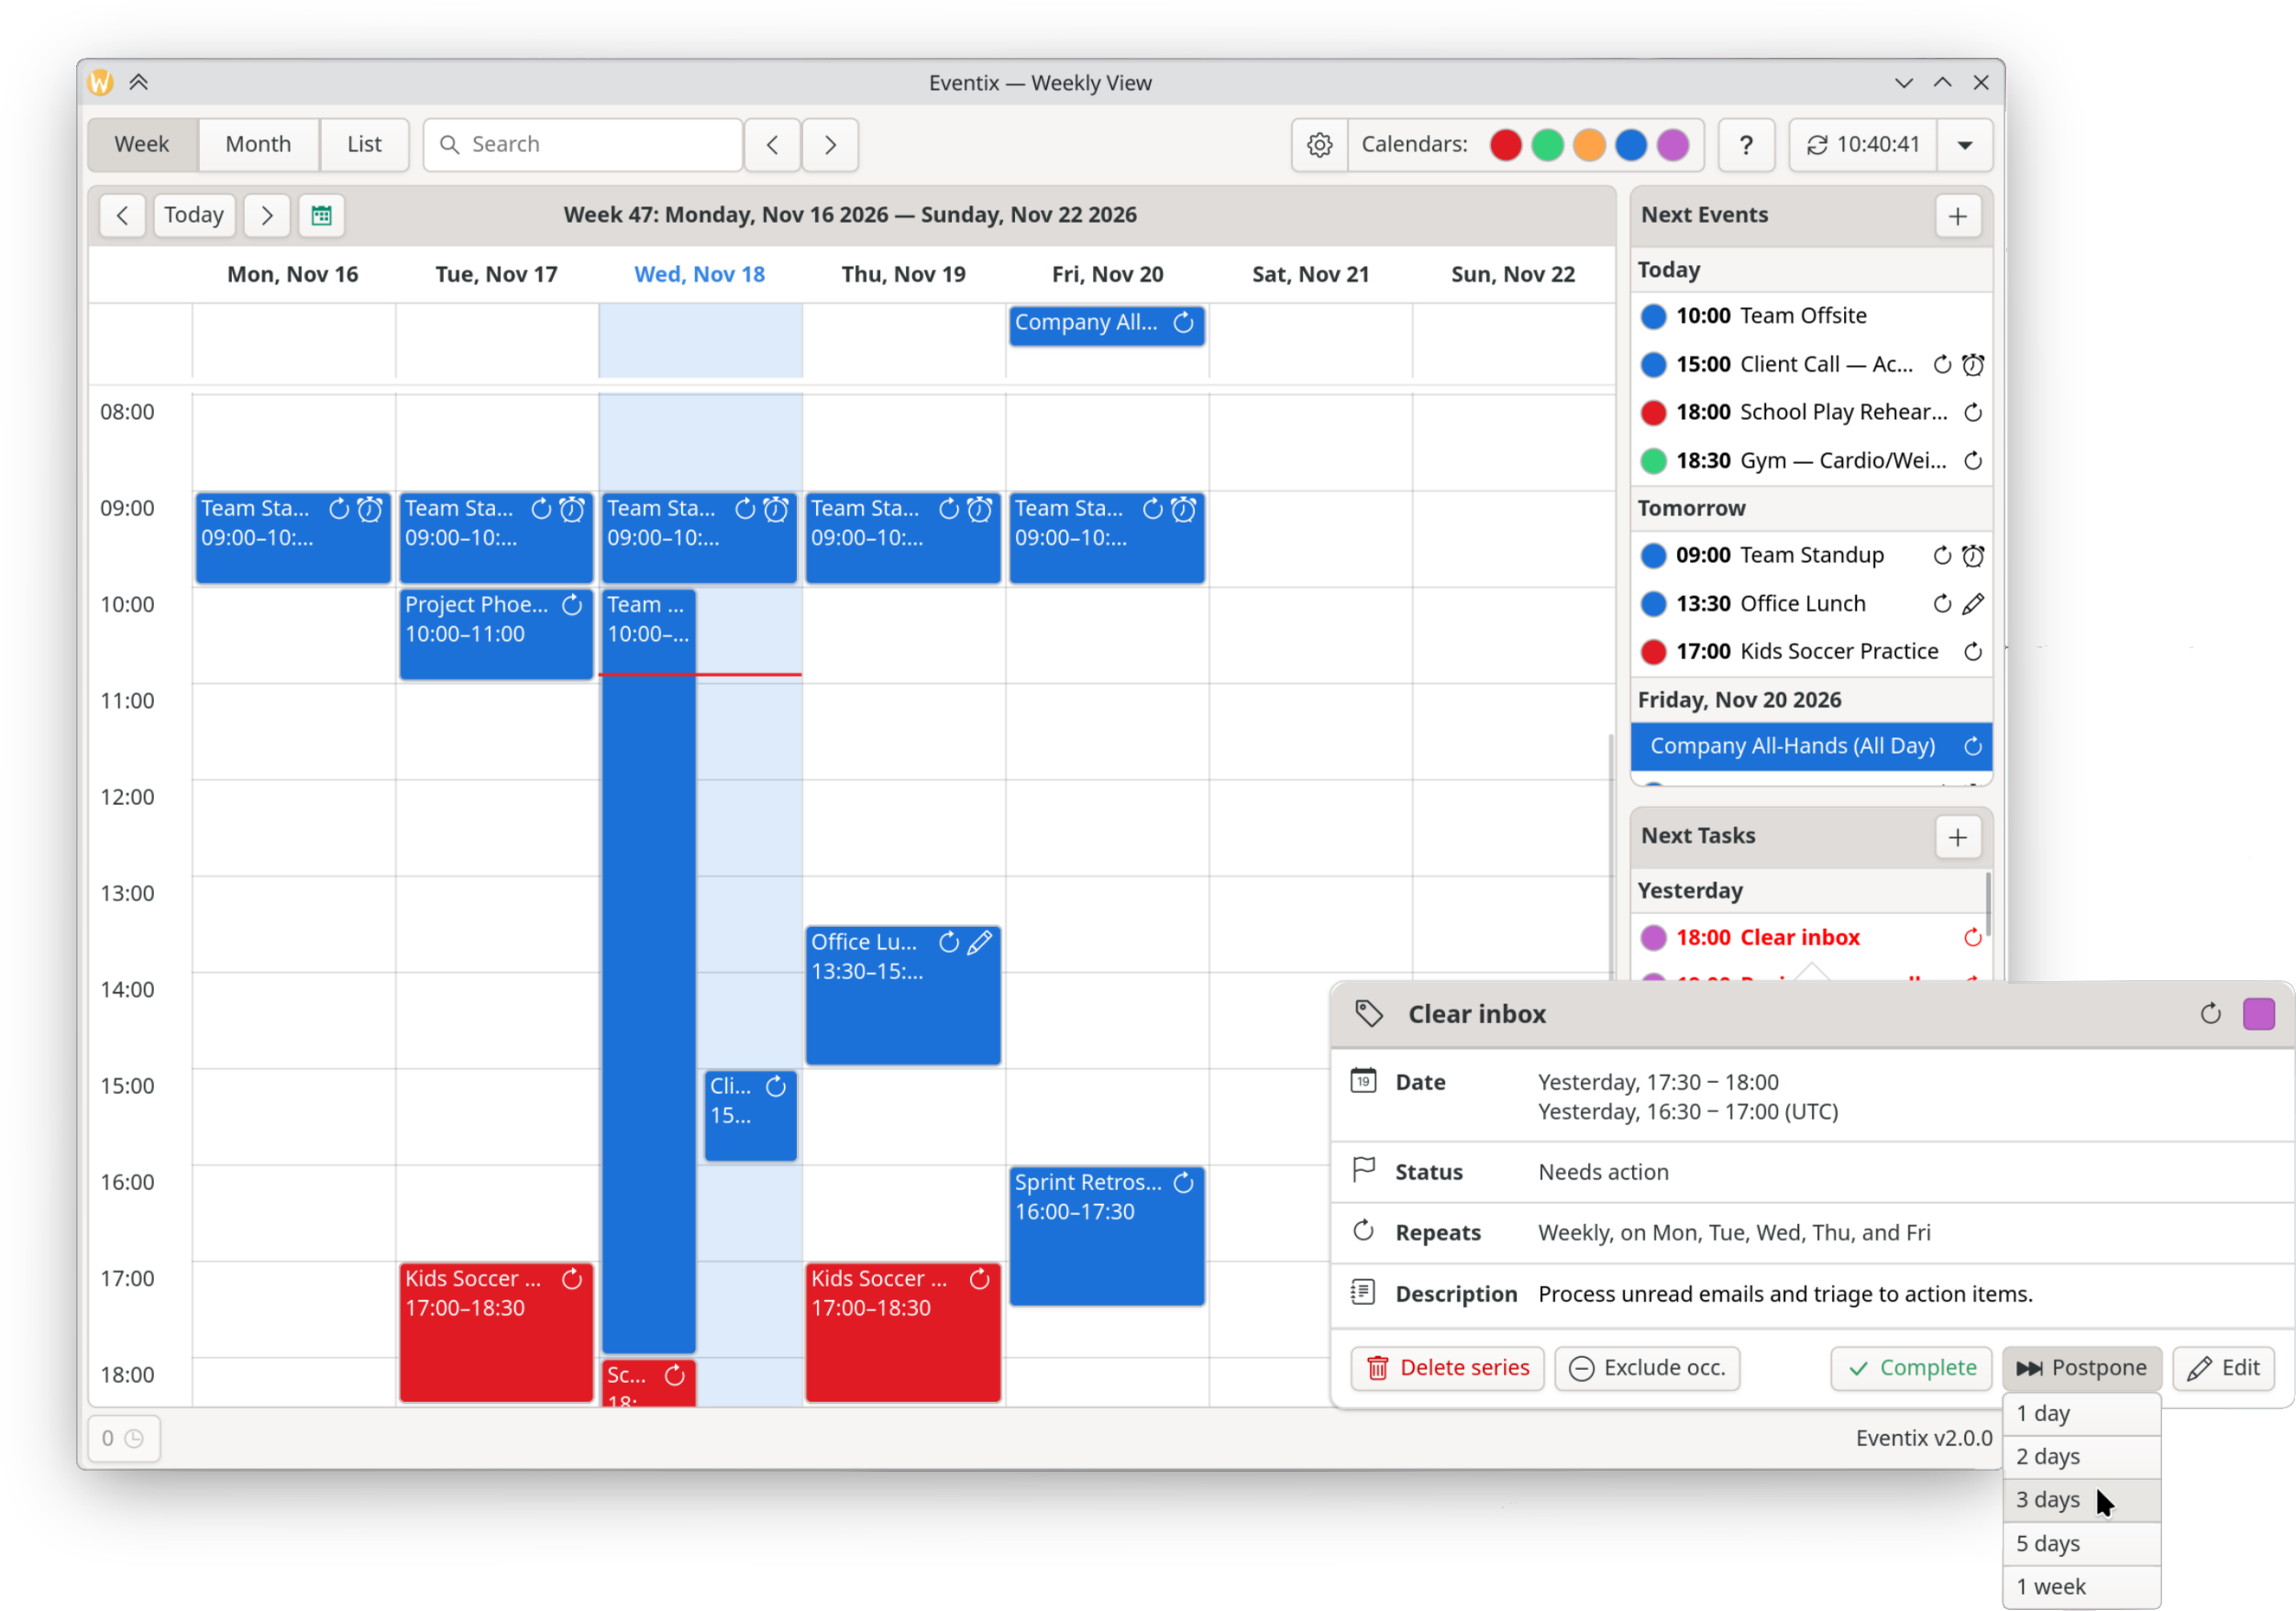 Eventix — Weekly View
Week Month List Search Calendars: ? 10:40:41
Today Week 47: Monday, Nov 16 2026 — Sunday, Nov 22 2026
Mon, Nov 16 Tue, Nov 17 Wed, Nov 18 Thu, Nov 19 Fri, Nov 20 Sat, Nov 21 Sun, Nov 22
Company All...
08:00
09:00
Team Sta... Team Sta... Team Sta... Team Sta... Team Sta...
09:00–10:... 09:00–10:... 09:00–10:... 09:00–10:... 09:00–10:...
10:00
Project Phoe... Team ...
10:00–11:00 10:00–...
11:00
12:00
13:00
Office Lu...
13:30–15:...
14:00
15:00
Cli...
15...
16:00
Sprint Retros...
16:00–17:30
17:00
Kids Soccer ... Kids Soccer ...
17:00–18:30 17:00–18:30
18:00
Sc...
18:
Next Events +
Today
10:00 Team Offsite
15:00 Client Call — Ac...
18:00 School Play Rehear...
18:30 Gym — Cardio/Wei...
Tomorrow
09:00 Team Standup
13:30 Office Lunch
17:00 Kids Soccer Practice
Friday, Nov 20 2026
Company All-Hands (All Day)
Next Tasks +
Yesterday
18:00 Clear inbox
Clear inbox
19
Date Yesterday, 17:30 – 18:00
Yesterday, 16:30 – 17:00 (UTC)
Status Needs action
Repeats Weekly, on Mon, Tue, Wed, Thu, and Fri
Description Process unread emails and triage to action items.
Delete series Exclude occ. Complete Postpone Edit
1 day
2 days
3 days
5 days
1 week
0 Eventix v2.0.0